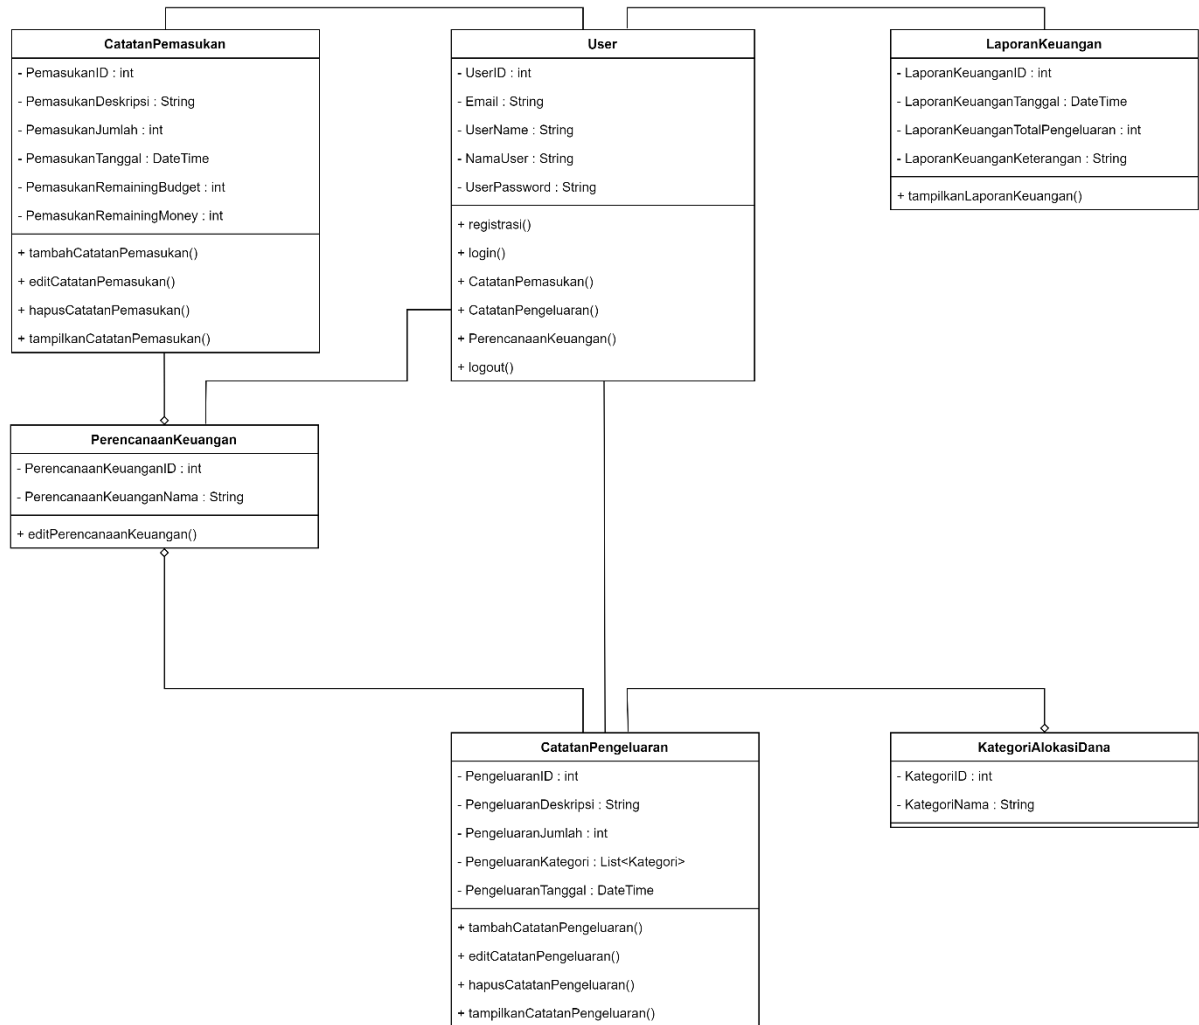 CatatanPemasukan
- PemasukanID : int
- PemasukanDeskripsi : String
- PemasukanJumlah : int
- PemasukanTanggal : DateTime
- PemasukanRemainingBudget : int
- PemasukanRemainingMoney : int
+ tambahCatatanPemasukan()
+ editCatatanPemasukan()
+ hapusCatatanPemasukan()
+ tampilkanCatatanPemasukan()
User
- UserID : int
- Email : String
- UserName : String
- NamaUser : String
- UserPassword : String
+ registrasi()
+ login()
+ CatatanPemasukan()
+ CatatanPengeluaran()
+ PerencanaanKeuangan()
+ logout()
LaporanKeuangan
- LaporanKeuanganID : int
- LaporanKeuanganTanggal : DateTime
- LaporanKeuanganTotalPengeluaran : int
- LaporanKeuanganKeterangan : String
+ tampilkanLaporanKeuangan()
PerencanaanKeuangan
- PerencanaanKeuanganID : int
- PerencanaanKeuanganNama : String
+ editPerencanaanKeuangan()
CatatanPengeluaran
- PengeluaranID : int
- PengeluaranDeskripsi : String
- PengeluaranJumlah : int
- PengeluaranKategori : List<Kategori>
- PengeluaranTanggal : DateTime
+ tambahCatatanPengeluaran()
+ editCatatanPengeluaran()
+ hapusCatatanPengeluaran()
+ tampilkanCatatanPengeluaran()
KategoriAlokasiDana
- KategoriID : int
- KategoriNama : String